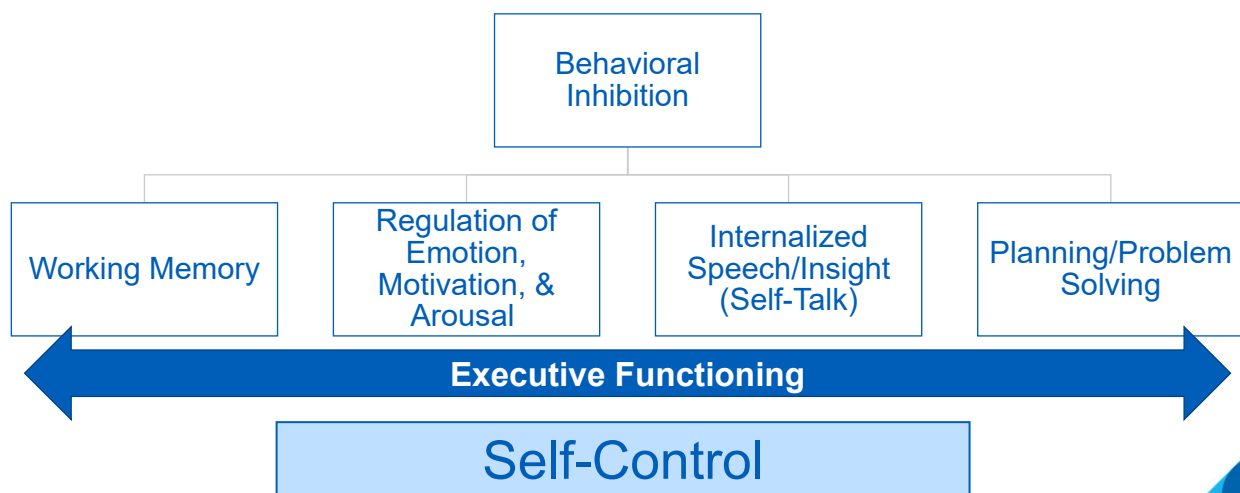 Behavioral
Inhibition
Working Memory
Regulation of
Emotion,
Motivation, &
Arousal
Internalized
Speech/Insight
(Self-Talk)
Planning/Problem
Solving
Executive Functioning
Self-Control